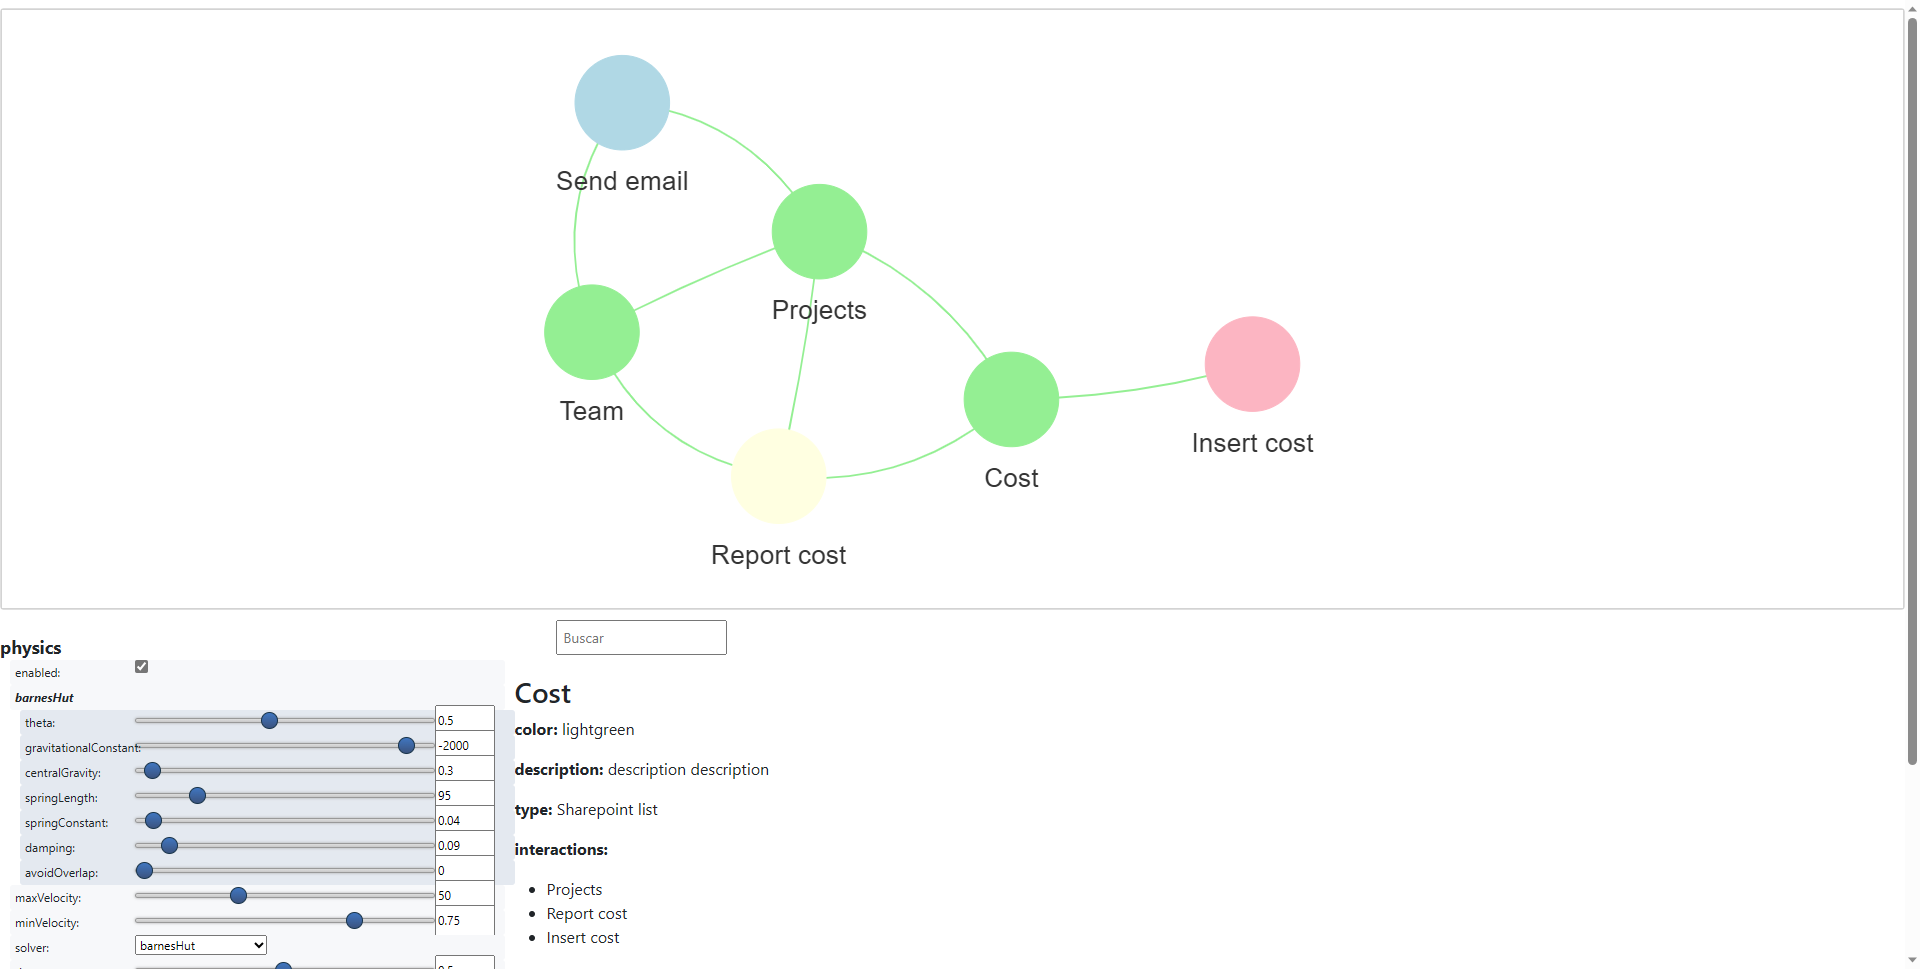 Send email
Projects
Team
Insert cost
Cost
Report cost
Buscar
physics
enabled:
barnesHut
theta: 0.5
gravitationalConstant: -2000
centralGravity: 0.3
springLength: 95
springConstant: 0.04
damping: 0.09
avoidOverlap: 0
maxVelocity: 50
minVelocity: 0.75
solver: barnesHut
Cost
color: lightgreen
description: description description
type: Sharepoint list
interactions:
Projects
Report cost
Insert cost